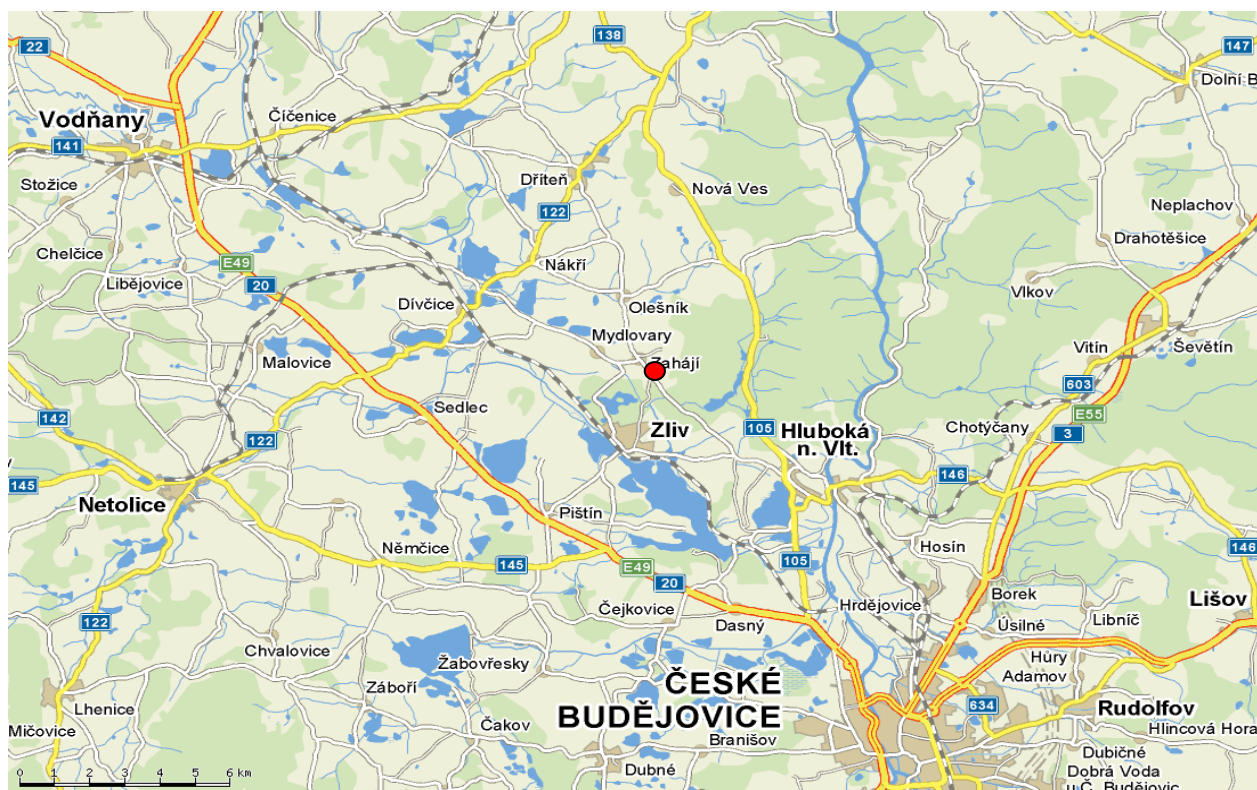 22
138
147
Dolní B
Vodňany
Číčenice
141
Stožice
Dříteň
Nová Ves
122
Neplachov
Drahotěšice
Chelčice
E49
Nákří
Libějovice
20
Vlkov
Dívčice
Olešník
Mydlovary
Vitín
Ševětín
Malovice
Zahájí
603
Sedlec
E55
142
122
Zliv
105
Hluboká
n. Vlt.
Chotýčany
3
145
146
Netolice
Pištín
Němčice
145
105
Hosín
146
E49
20
Čejkovice
Hrdějovice
Borek
Lišov
122
Dasný
Úsilné
Libníč
Chvalovice
Žabovřesky
Hůry
ČESKÉ
BUDĚJOVICE
Adamov
Záboří
Lhenice
634
Rudolfov
Mičovice
Čakov
Hlincová Hora
Branišov
Dubičné
Dubné
Dobrá Voda
u Č. Budějovic
0 1 2 3 4 5 6 km